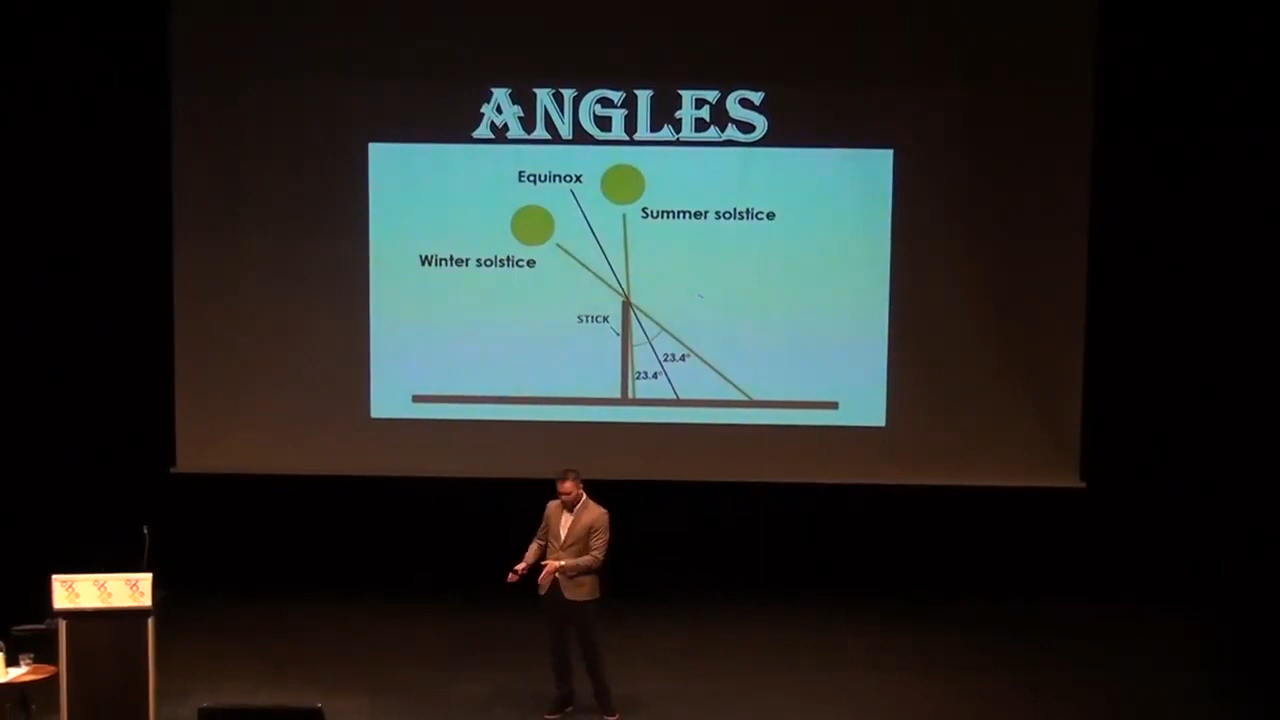 ANGLES
Equinox
Summer solstice
Winter solstice
STICK
23.4°
23.4°